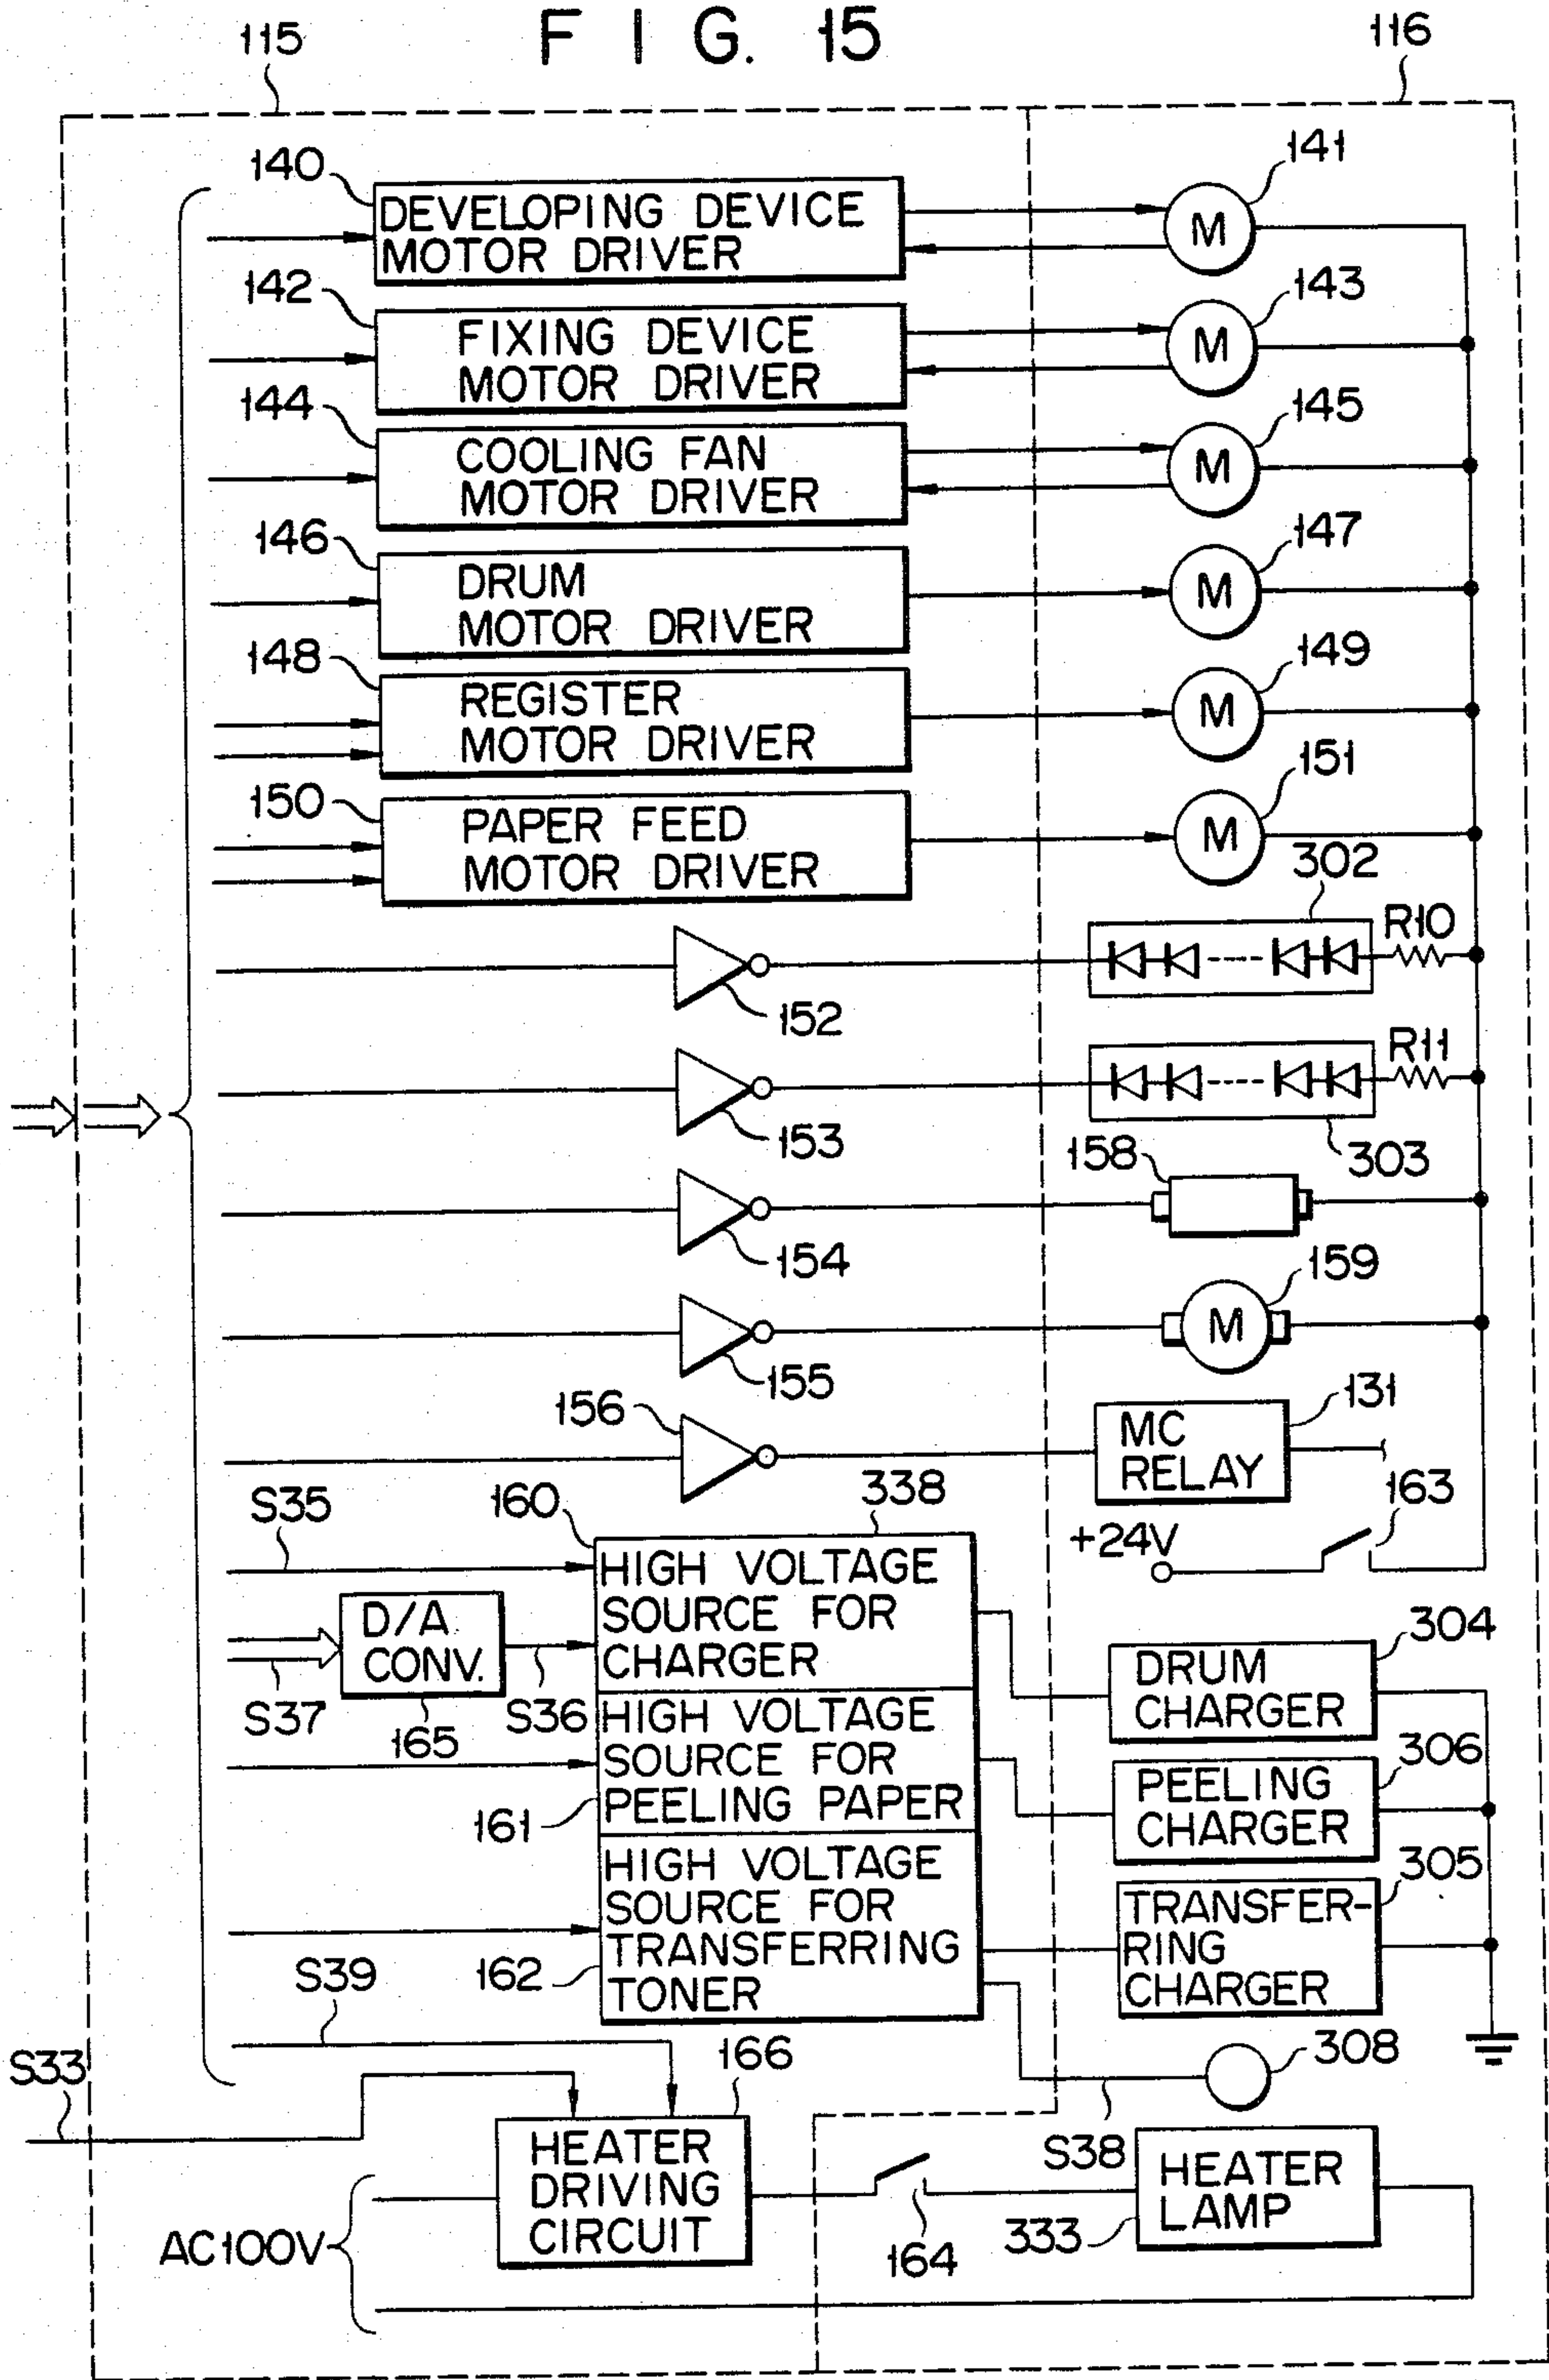 FIG. 15
115
116
140
DEVELOPING DEVICE
MOTOR DRIVER
141
M
142
FIXING DEVICE
MOTOR DRIVER
143
M
144
COOLING FAN
MOTOR DRIVER
145
M
146
DRUM
MOTOR DRIVER
147
M
148
REGISTER
MOTOR DRIVER
149
M
150
PAPER FEED
MOTOR DRIVER
151
M
302
R10
152
R11
153
303
158
154
159
M
155
156
131
MC
RELAY
163
+24V
S35
160
338
HIGH VOLTAGE
SOURCE FOR
CHARGER
D/A
CONV.
S37
165
S36
304
DRUM
CHARGER
HIGH VOLTAGE
SOURCE FOR
PEELING PAPER
161
306
PEELING
CHARGER
HIGH VOLTAGE
SOURCE FOR
TRANSFERRING
TONER
162
305
TRANSFER-
RING
CHARGER
S39
S33
166
308
S38
HEATER
DRIVING
CIRCUIT
AC100V
164
333
HEATER
LAMP